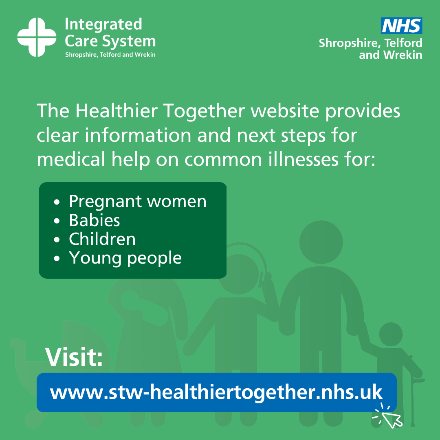 Integrated
Care System
Shropshire, Telford and Wrekin
NHS
Shropshire, Telford
and Wrekin
The Healthier Together website provides
clear information and next steps for
medical help on common illnesses for:
• Pregnant women
• Babies
• Children
• Young people
Visit:
www.stw-healthiertogether.nhs.uk